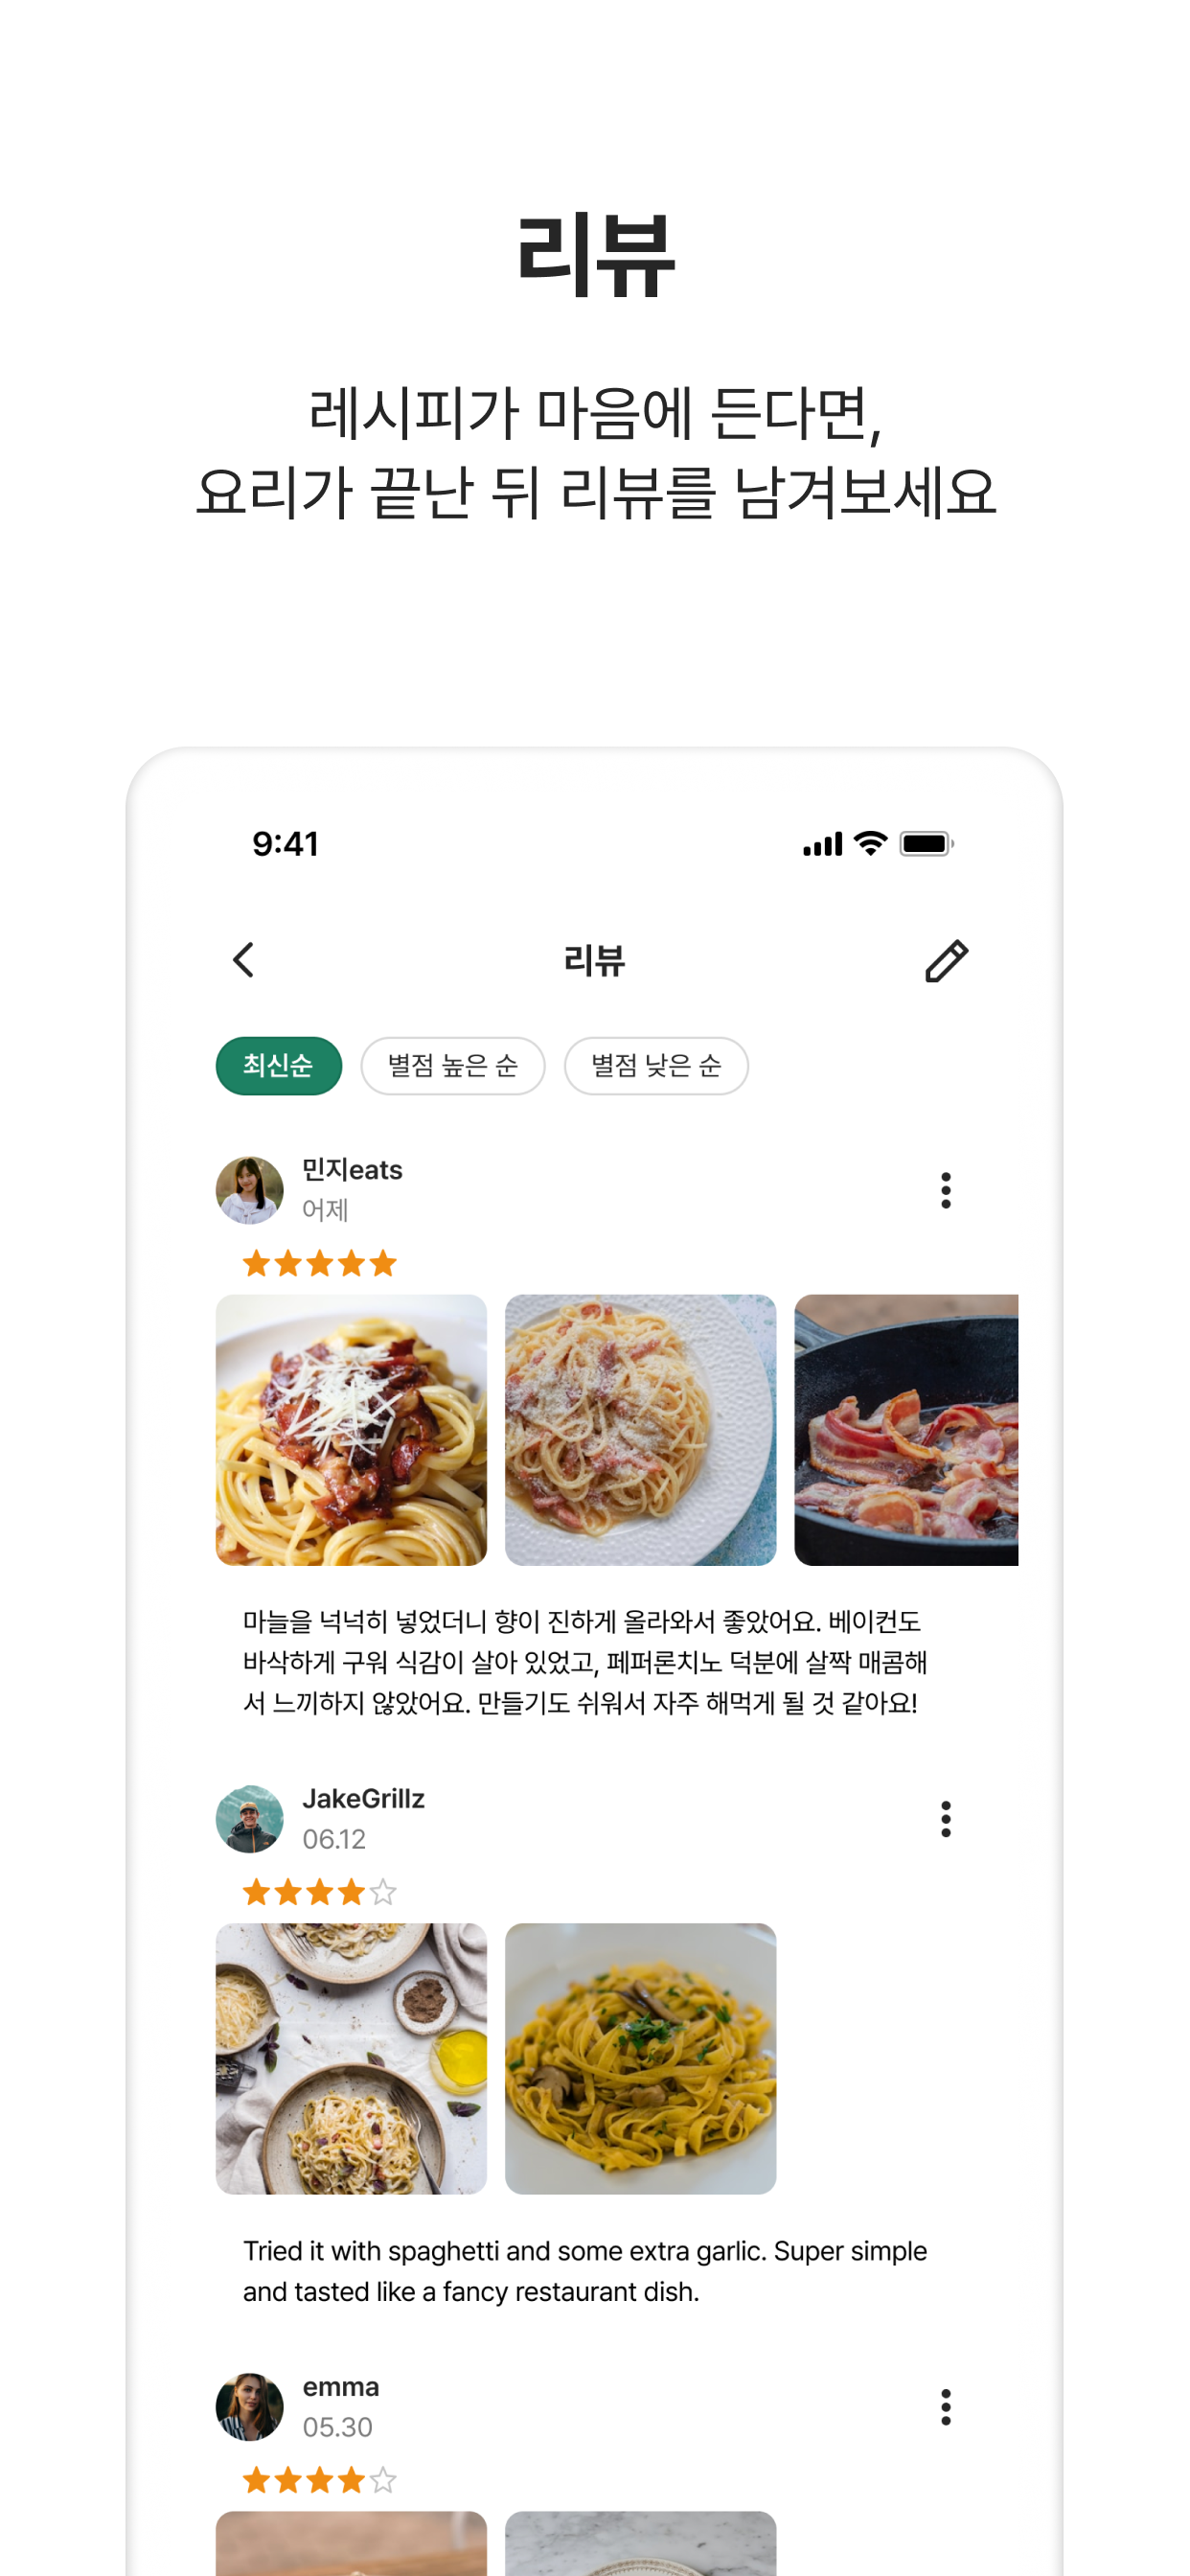 리뷰
레시피가 마음에 든다면,
요리가 끝난 뒤 리뷰를 남겨보세요
9:41
리뷰
최신순 별점 높은 순 별점 낮은 순
민지eats
어제
마늘을 넉넉히 넣었더니 향이 진하게 올라와서 좋았어요. 베이컨도
바삭하게 구워 식감이 살아 있었고, 페퍼론치노 덕분에 살짝 매콤해
서 느끼하지 않았어요. 만들기도 쉬워서 자주 해먹게 될 것 같아요!
JakeGrillz
06.12
Tried it with spaghetti and some extra garlic. Super simple
and tasted like a fancy restaurant dish.
emma
05.30